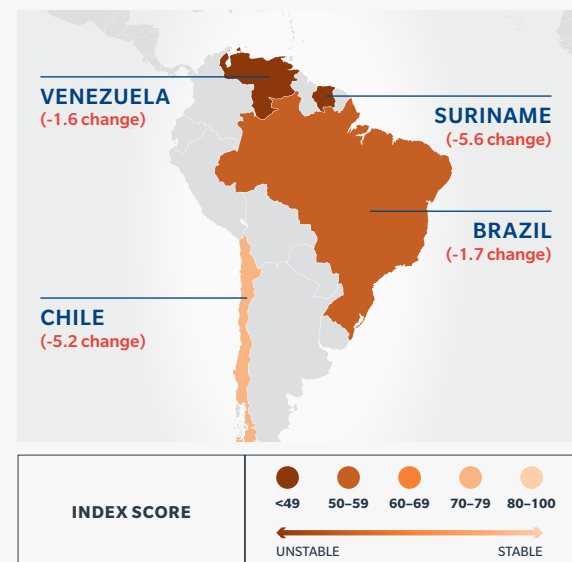 VENEZUELA
(-1.6 change)
SURINAME
(-5.6 change)
BRAZIL
(-1.7 change)
CHILE
(-5.2 change)
INDEX SCORE
<49 50–59 60–69 70–79 80–100
UNSTABLE STABLE